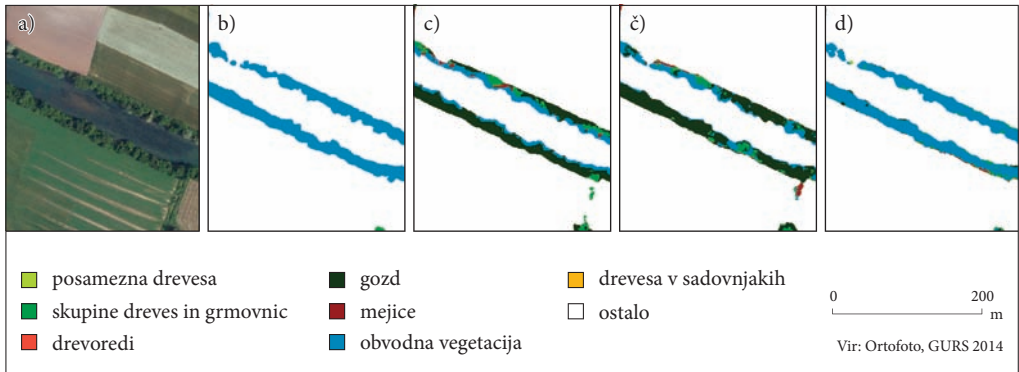 a) b) c) č) d)
posamezna drevesa
skupine dreves in grmovnic
drevoredi
gozd
mejice
obvodna vegetacija
drevesa v sadovnjakih
ostalo
0 200
m
Vir: Ortofoto, GURS 2014